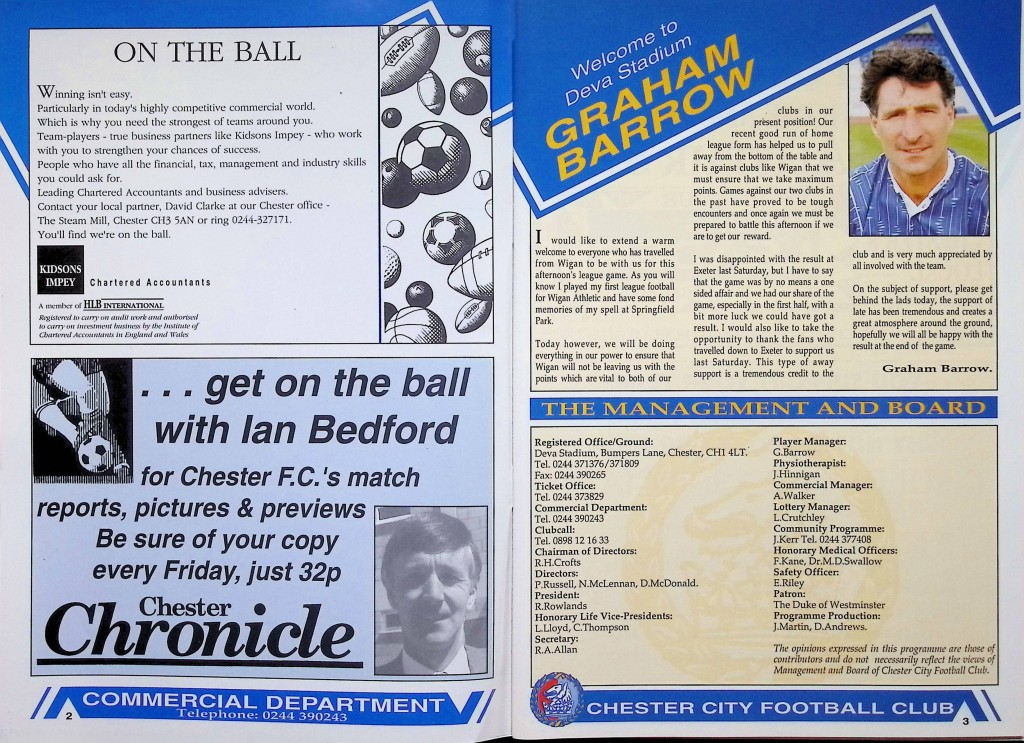 ON THE BALL
Winning isn't easy.
Particularly in today's highly competitive commercial world.
Which is why you need the strongest of teams around you.
Team-players - true business partners like Kidsons Impey - who work
with you to strengthen your chances of success.
People who have all the financial, tax, management and industry skills
you could ask for.
Leading Chartered Accountants and business advisers.
Contact your local partner, David Clarke at our Chester office -
The Steam Mill, Chester CH3 5AN or ring 0244-327171.
You'll find we're on the ball.
KIDSONS
IMPEY
Chartered Accountants
A member of HLB INTERNATIONAL
Registered to carry on audit work and authorised
to carry on investment business by the Institute of
Chartered Accountants in England and Wales
. . . get on the ball
with Ian Bedford
for Chester F.C.'s match
reports, pictures & previews
Be sure of your copy
every Friday, just 32p
Chester
Chronicle
COMMERCIAL DEPARTMENT
Telephone: 0244 390243
2
Welcome to
Deva Stadium
GRAHAM
BARROW
I would like to extend a warm
welcome to everyone who has travelled
from Wigan to be with us for this
afternoon's league game. As you will
know I played my first league football
for Wigan Athletic and have some fond
memories of my spell at Springfield
Park.
Today however, we will be doing
everything in our power to ensure that
Wigan will not be leaving us with the
points which are vital to both of our
clubs in our
present position! Our
recent good run of home
league form has helped us to pull
away from the bottom of the table and
it is against clubs like Wigan that we
must ensure that we take maximum
points. Games against our two clubs in
the past have proved to be tough
encounters and once again we must be
prepared to battle this afternoon if we
are to get our reward.
I was disappointed with the result at
Exeter last Saturday, but I have to say
that the game was by no means a one
sided affair and we had our share of the
game, especially in the first half, with a
bit more luck we could have got a
result. I would also like to take the
opportunity to thank the fans who
travelled down to Exeter to support us
last Saturday. This type of away
support is a tremendous credit to the
club and is very much appreciated by
all involved with the team.
On the subject of support, please get
behind the lads today, the support of
late has been tremendous and creates a
great atmosphere around the ground,
hopefully we will all be happy with the
result at the end of the game.
Graham Barrow.
THE MANAGEMENT AND BOARD
Registered Office/Ground:
Deva Stadium, Bumpers Lane, Chester, CH1 4LT.
Tel. 0244 371376/371809
Fax: 0244 390265
Ticket Office:
Tel. 0244 373829
Commercial Department:
Tel. 0244 390243
Clubcall:
Tel. 0898 12 16 33
Chairman of Directors:
R.H.Crofts
Directors:
P.Russell, N.McLennan, D.McDonald.
President:
R.Rowlands
Honorary Life Vice-Presidents:
L.Lloyd, C.Thompson
Secretary:
R.A.Allan
Player Manager:
G.Barrow
Physiotherapist:
J.Hinnigan
Commercial Manager:
A.Walker
Lottery Manager:
L.Crutchley
Community Programme:
J.Kerr Tel. 0244 377408
Honorary Medical Officers:
F.Kane, Dr.M.D.Swallow
Safety Officer:
E.Riley
Patron:
The Duke of Westminster
Programme Production:
J.Martin, D.Andrews.
The opinions expressed in this programme are those of
contributors and do not necessarily reflect the views of
Management and Board of Chester City Football Club.
CHESTER CITY FOOTBALL CLUB
3